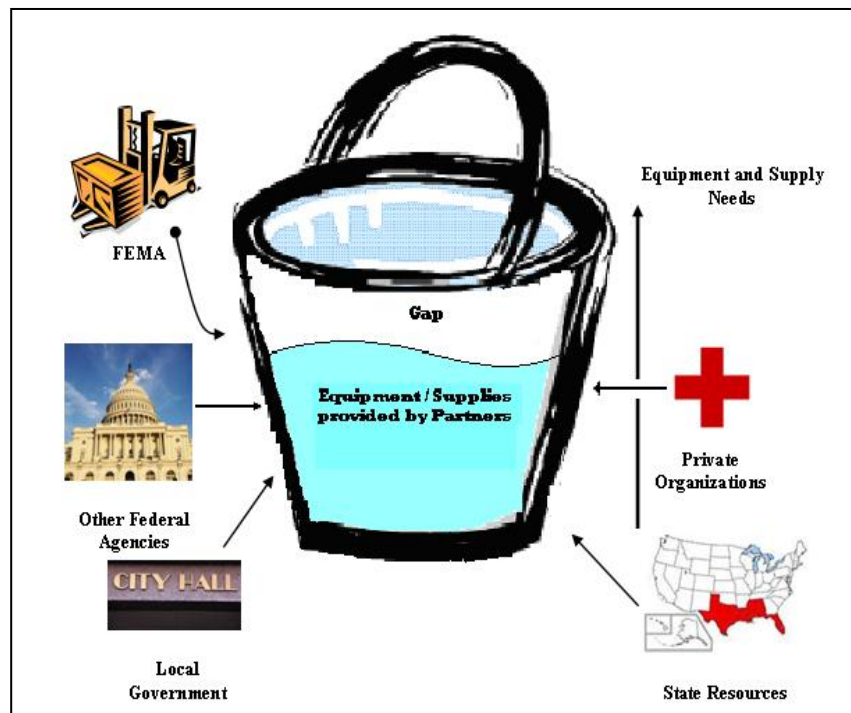 FEMA
Equipment and Supply
Needs
Gap
Equipment / Supplies
provided by Partners
Other Federal
Agencies
Private
Organizations
CITY HALL
Local
Government
State Resources